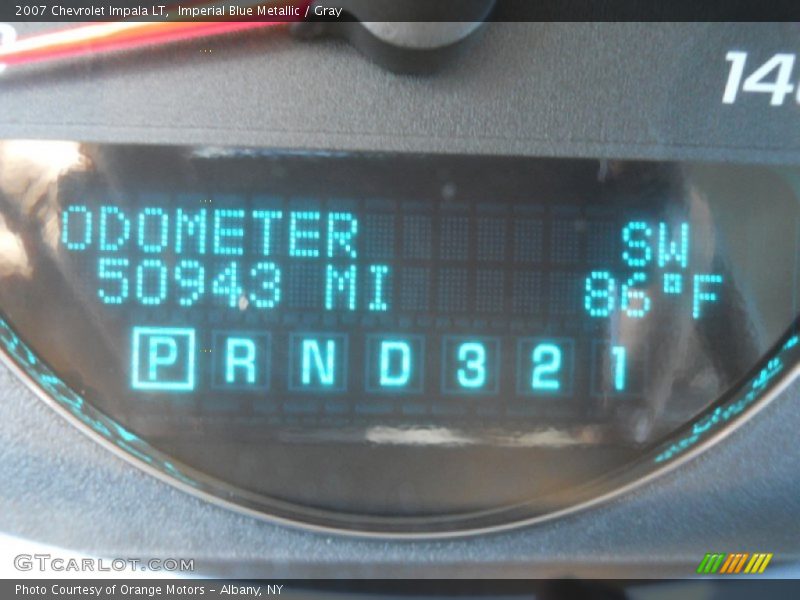 2007 Chevrolet Impala LT, Imperial Blue Metallic / Gray
ODOMETER SW
50943 MI 86°F
P R N D 3 2 1
GTCARLOT.COM
Photo Courtesy of Orange Motors - Albany, NY